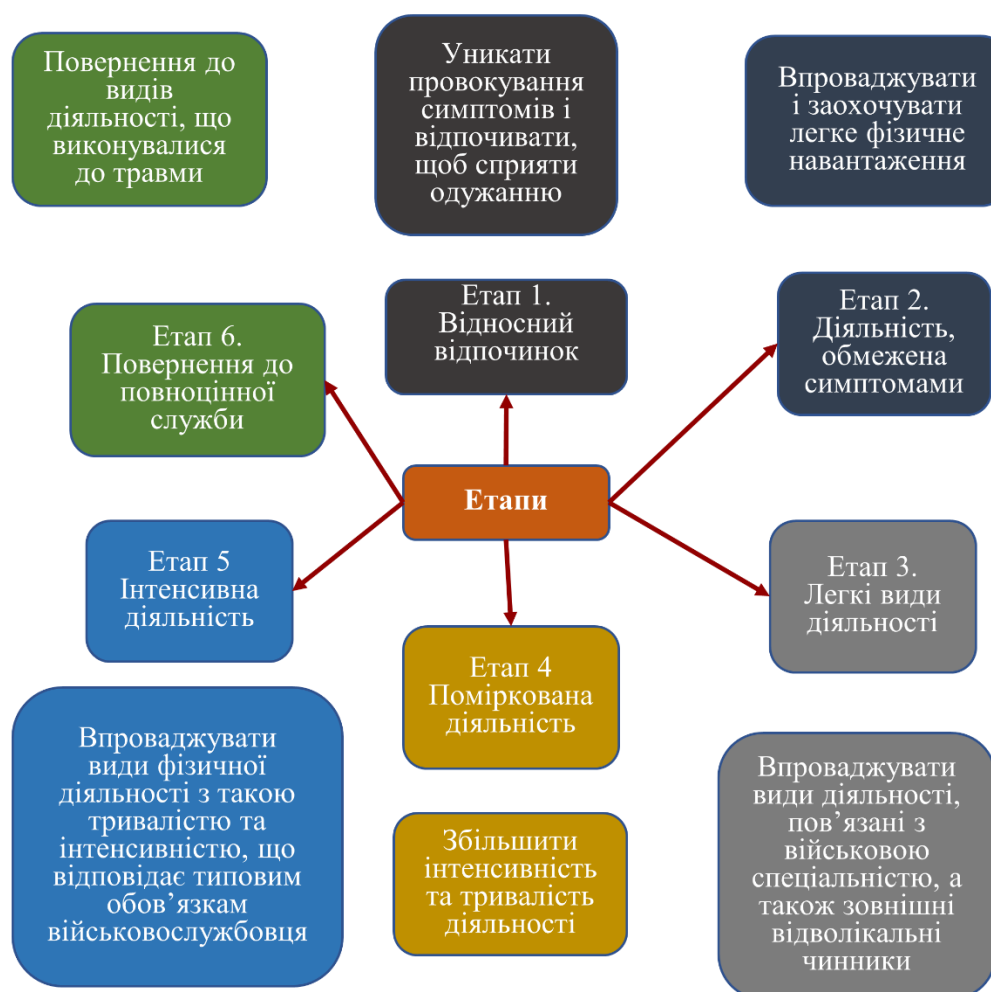 Повернення до
видів
діяльності, що
виконувалися
до травми
Уникати
провокування
симптомів і
відпочивати,
щоб сприяти
одужанню
Впроваджувати
і заохочувати
легке фізичне
навантаження
Етап 6.
Повернення до
повноцінної
служби
Етап 1.
Відносний
відпочинок
Етап 2.
Діяльність,
обмежена
симптомами
Етапи
Етап 5
Інтенсивна
діяльність
Етап 4
Поміркована
діяльність
Етап 3.
Легкі види
діяльності
Впроваджувати
види фізичної
діяльності з такою
тривалістю та
інтенсивністю, що
відповідає типовим
обов’язкам
військовослужбовця
Збільшити
інтенсивність
та тривалість
діяльності
Впроваджувати
види діяльності,
пов’язані з
військовою
спеціальністю, а
також зовнішні
відволікальні
чинники